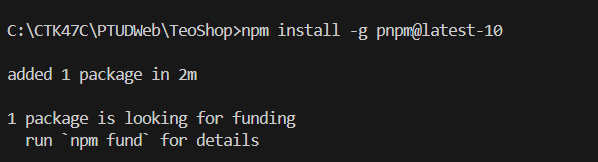 C:\CTK47C\PTUDWeb\TeoShop>npm install -g pnpm@latest-10
added 1 package in 2m
1 package is looking for funding
run `npm fund` for details